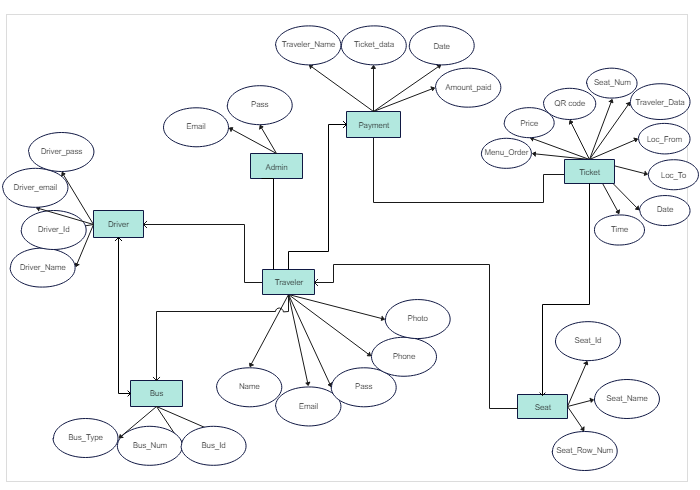 Traveler_Name
Ticket_data
Date
Amount_paid
Payment
Pass
Email
Admin
Seat_Num
QR code
Traveler_Data
Price
Loc_From
Menu_Order
Ticket
Loc_To
Date
Time
Driver_pass
Driver_email
Driver_Id
Driver
Driver_Name
Traveler
Photo
Phone
Name
Pass
Email
Seat_Id
Seat_Name
Seat
Seat_Row_Num
Bus
Bus_Type
Bus_Num
Bus_Id